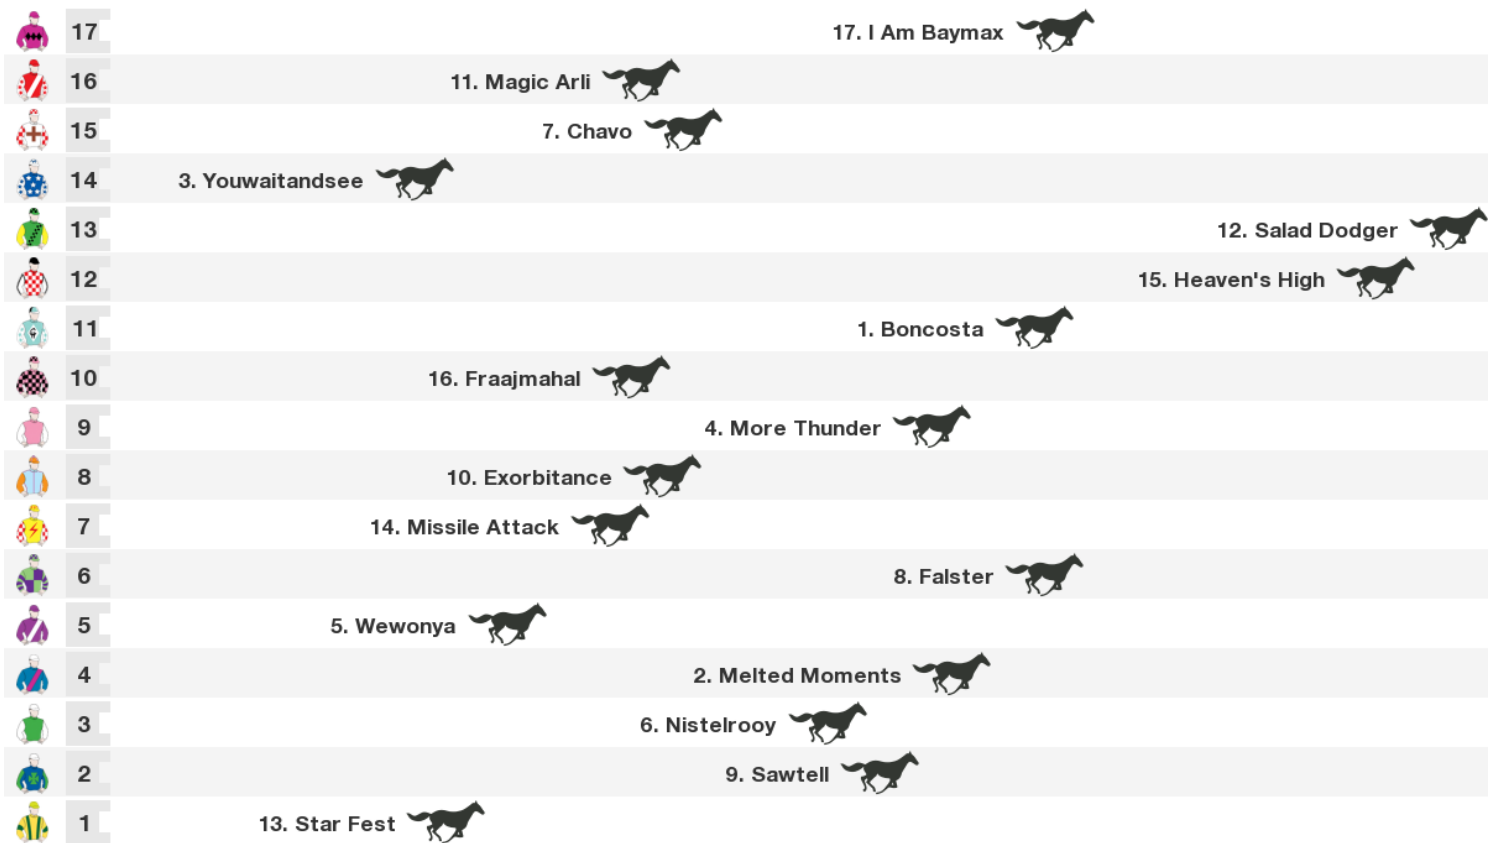 17 17. I Am Baymax
16 11. Magic Arli
15 7. Chavo
14 3. Youwaitandsee
13 12. Salad Dodger
12 15. Heaven's High
11 1. Boncosta
10 16. Fraajmahal
9 4. More Thunder
8 10. Exorbitance
7 14. Missile Attack
6 8. Falster
5 5. Wewonya
4 2. Melted Moments
3 6. Nistelrooy
2 9. Sawtell
1 13. Star Fest